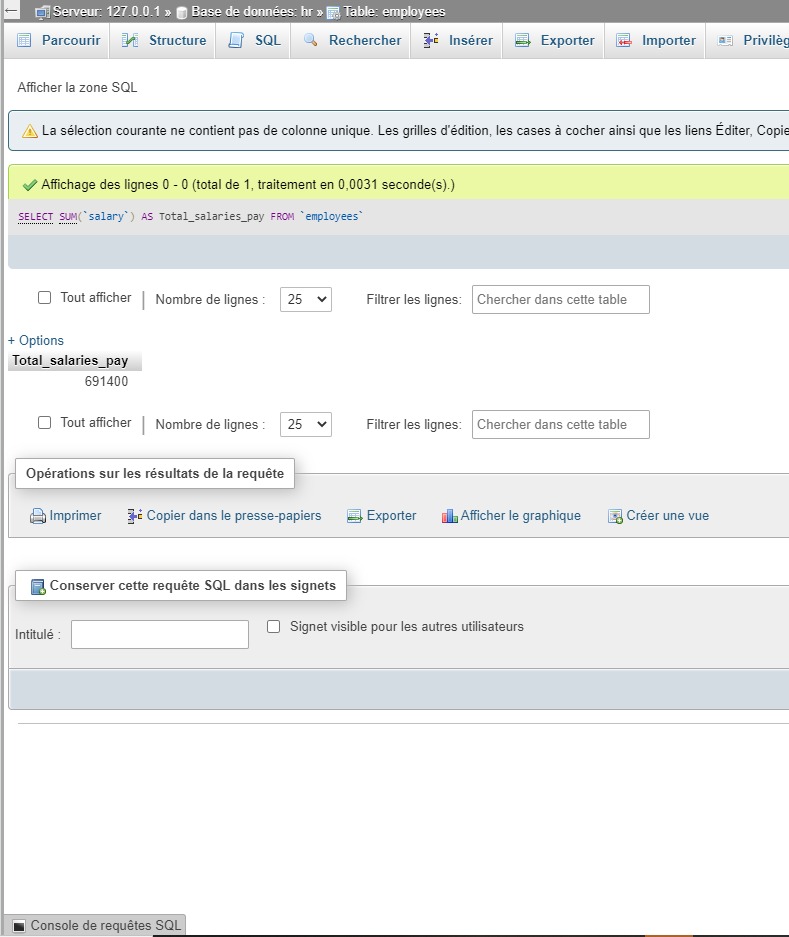 ← Serveur: 127.0.0.1 » Base de données: hr » Table: employees
Parcourir Structure SQL Rechercher Insérer Exporter Importer
Afficher la zone SQL
La sélection courante ne contient pas de colonne unique. Les grilles d'édition, les cases à cocher ainsi que les liens Éditer,
Affichage des lignes 0 - 0 (total de 1, traitement en 0,0031 seconde(s).)
SELECT SUM(`salary`) AS Total_salaries_pay FROM `employees`
Tout afficher Nombre de lignes : 25 Filtrer les lignes: Chercher dans cette table
+ Options
Total_salaries_pay
691400
Tout afficher Nombre de lignes : 25 Filtrer les lignes: Chercher dans cette table
Opérations sur les résultats de la requête
Imprimer Copier dans le presse-papiers Exporter Afficher le graphique Créer une vue
Conserver cette requête SQL dans les signets
Intitulé : Signet visible pour les autres utilisateurs
Console de requêtes SQL